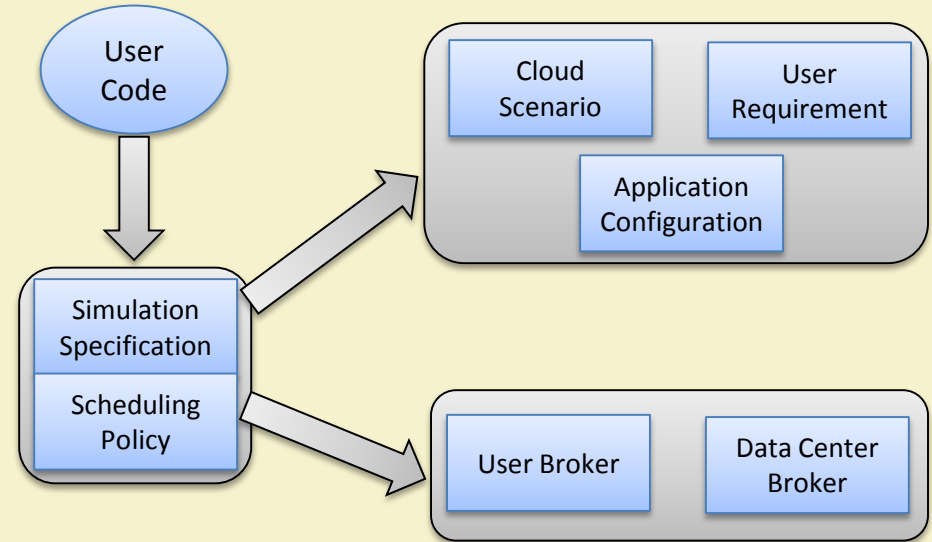 User
Code
Cloud
Scenario
User
Requirement
Application
Configuration
Simulation
Specification
Scheduling
Policy
User Broker
Data Center
Broker